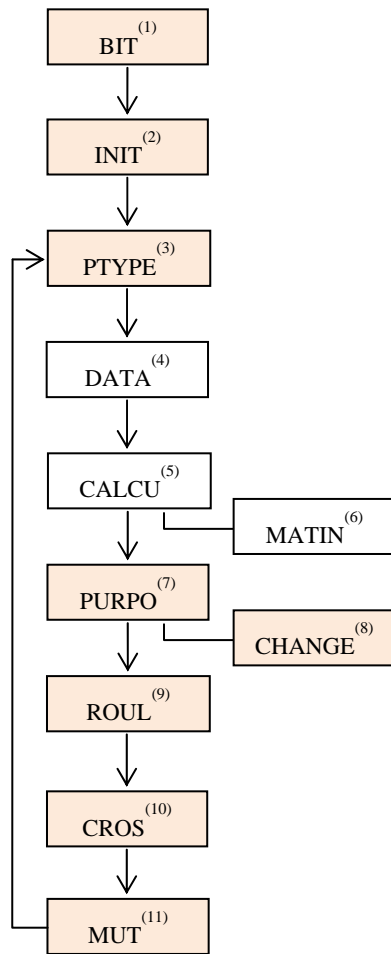 BIT(1)
INIT(2)
PTYPE(3)
DATA(4)
CALCU(5)
MATIN(6)
PURPO(7)
CHANGE(8)
ROUL(9)
CROS(10)
MUT(11)